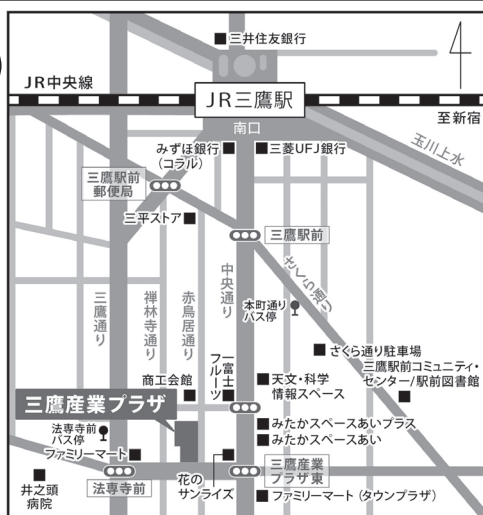 三井住友銀行
JR中央線
JR三鷹駅
至新宿
南口
みずほ銀行
(コラル)
三菱UFJ銀行
玉川上水
三鷹駅前
郵便局
三平ストア
三鷹駅前
さくら通り
中央通り
三鷹通り
禅林寺通り
赤鳥居通り
本町通り
バス停
さくら通り駐車場
三鷹駅前コミュニティ・
センター/駅前図書館
商工会館
一富士
フルーツ
天文・科学
情報スペース
三鷹産業プラザ
みたかスペースあいプラス
みたかスペースあい
法専寺前
バス停
ファミリーマート
三鷹産業
プラザ東
井之頭
病院
法専寺前
花の
サンライズ
ファミリーマート (タウンプラザ)